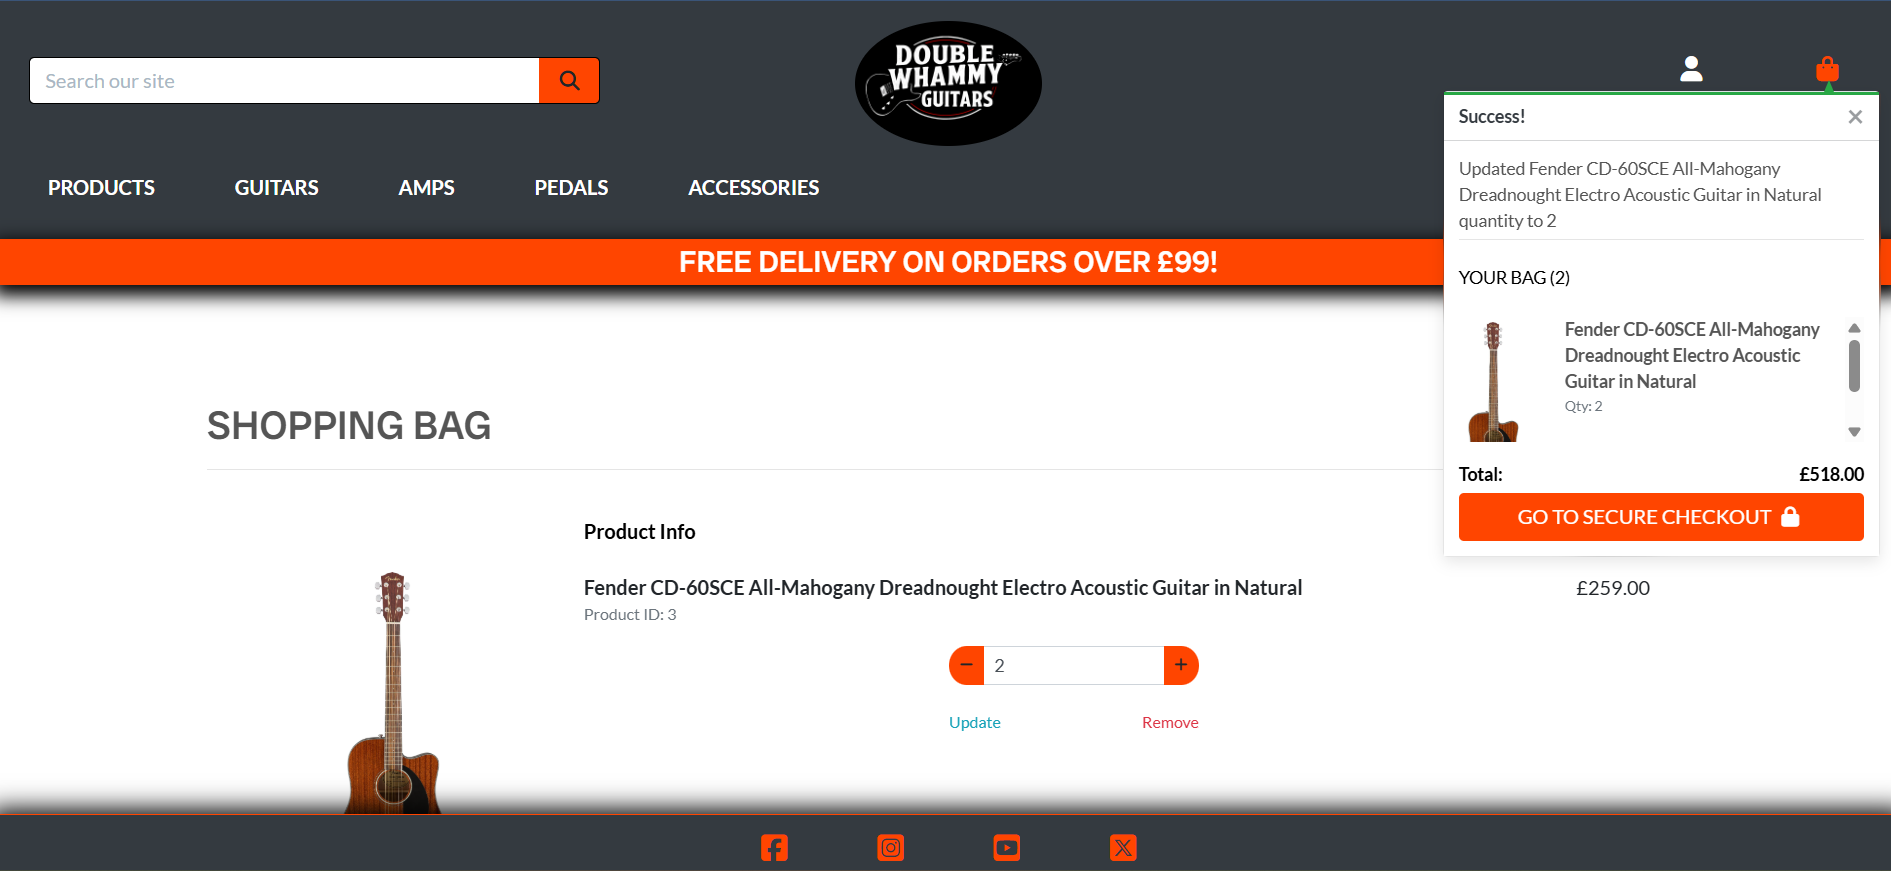 Search our site
DOUBLE
WHAMMY
GUITARS
PRODUCTS
GUITARS
AMPS
PEDALS
ACCESSORIES
FREE DELIVERY ON ORDERS OVER £99!
Success!
×
Updated Fender CD-60SCE All-Mahogany
Dreadnought Electro Acoustic Guitar in Natural
quantity to 2
YOUR BAG (2)
Fender CD-60SCE All-Mahogany
Dreadnought Electro Acoustic
Guitar in Natural
Qty: 2
Total: £518.00
GO TO SECURE CHECKOUT
SHOPPING BAG
Product Info
Fender CD-60SCE All-Mahogany Dreadnought Electro Acoustic Guitar in Natural
£259.00
Product ID: 3
− 2 +
Update
Remove